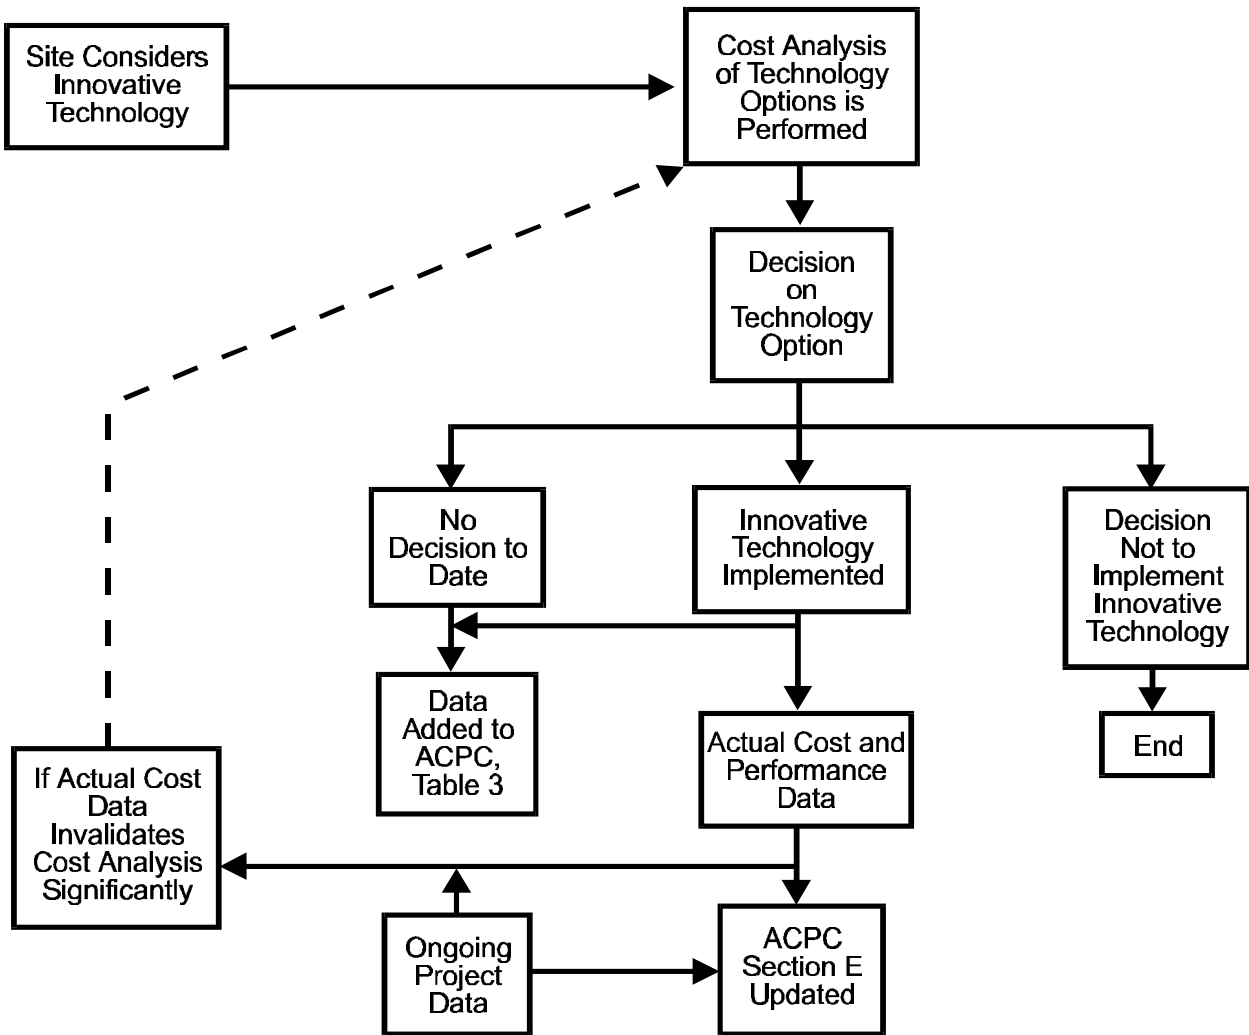 Site Considers
Innovative
Technology
Cost Analysis
of Technology
Options is
Performed
Decision
on
Technology
Option
No
Decision to
Date
Innovative
Technology
Implemented
Decision
Not to
Implement
Innovative
Technology
Data
Added to
ACPC,
Table 3
Actual Cost and
Performance
Data
End
If Actual Cost
Data
Invalidates
Cost Analysis
Significantly
Ongoing
Project
Data
ACPC
Section E
Updated